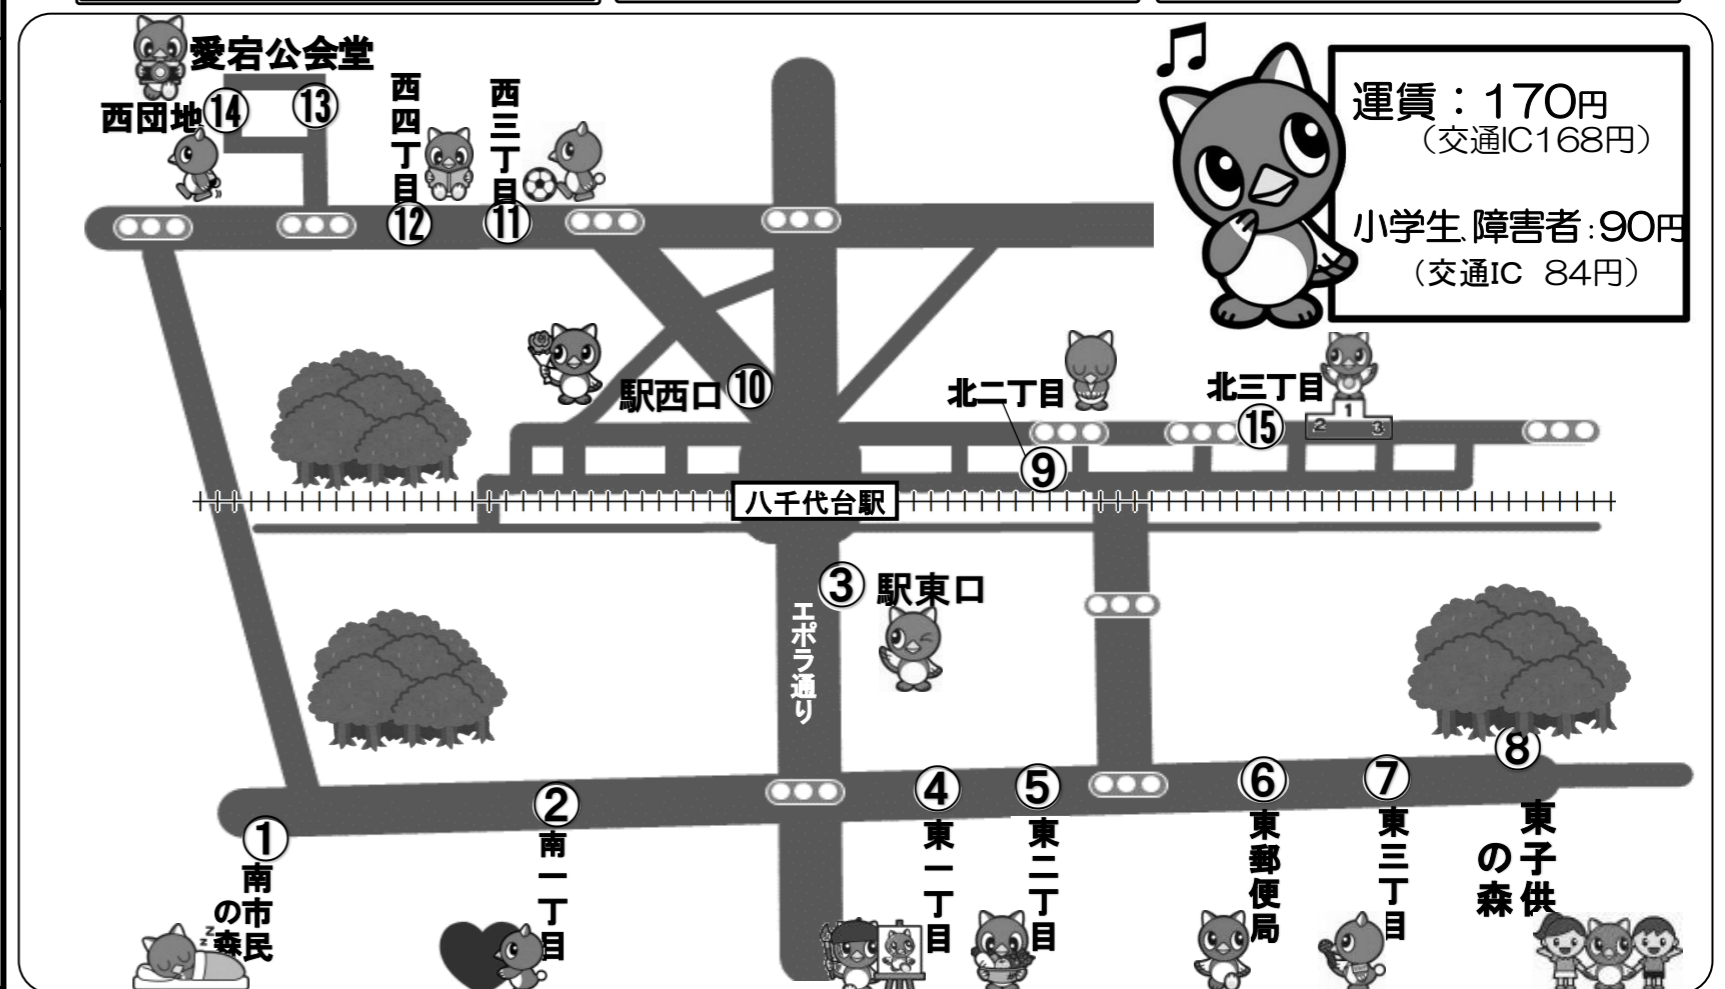 愛宕公会堂
西団地
⑭
⑬
西四丁目
⑫
西三丁目
⑪
運賃：170円
（交通IC168円）
小学生、障害者：90円
（交通IC 84円）
駅西口
⑩
北二丁目
⑨
北三丁目
⑮
1
2
3
八千代台駅
③
駅東口
エポラ通り
①
南市民
の森
②
南一丁目
④
東一丁目
⑤
東二丁目
⑥
東郵便局
⑦
東三丁目
⑧
東子供
の森
z
z